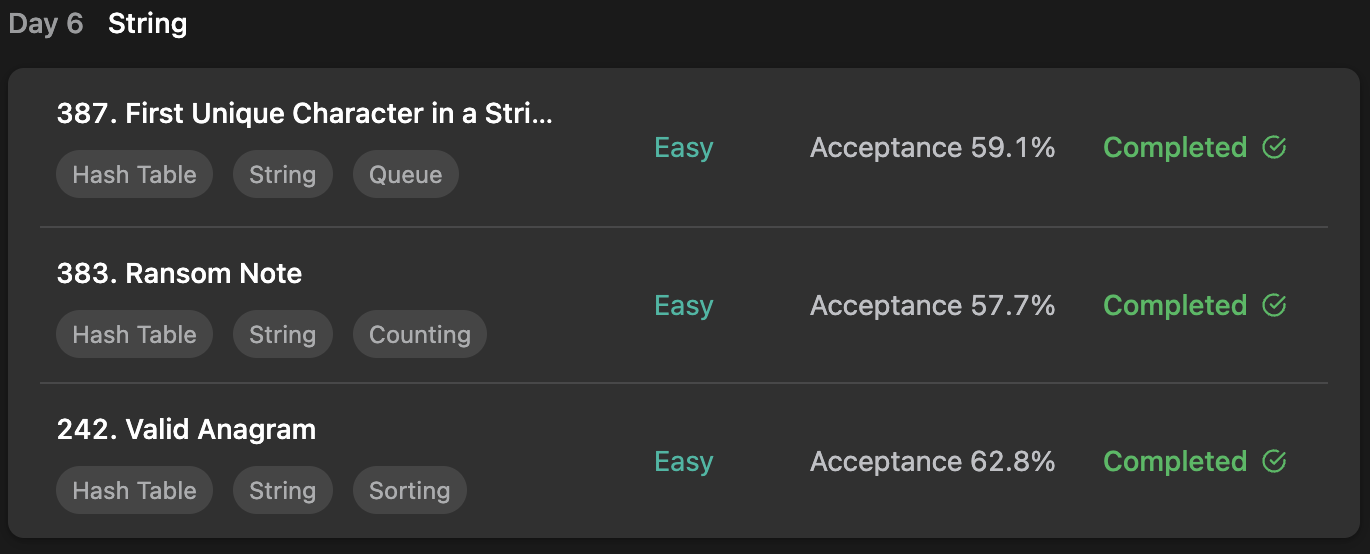 Day 6 String
387. First Unique Character in a Stri...
Easy Acceptance 59.1% Completed
Hash Table String Queue
383. Ransom Note
Easy Acceptance 57.7% Completed
Hash Table String Counting
242. Valid Anagram
Easy Acceptance 62.8% Completed
Hash Table String Sorting